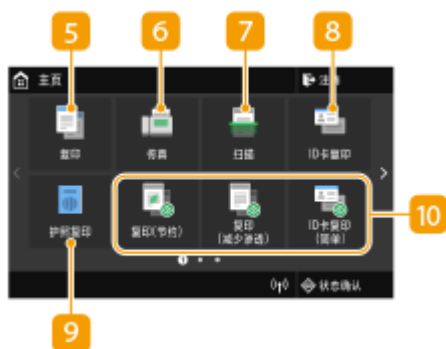 5
6
7
8
主页
注销
复印
传真
扫描
ID卡复印
护照复印
复印(节约)
复印
(减少渗透)
ID卡复印
(简单)
10
1
状态确认
9